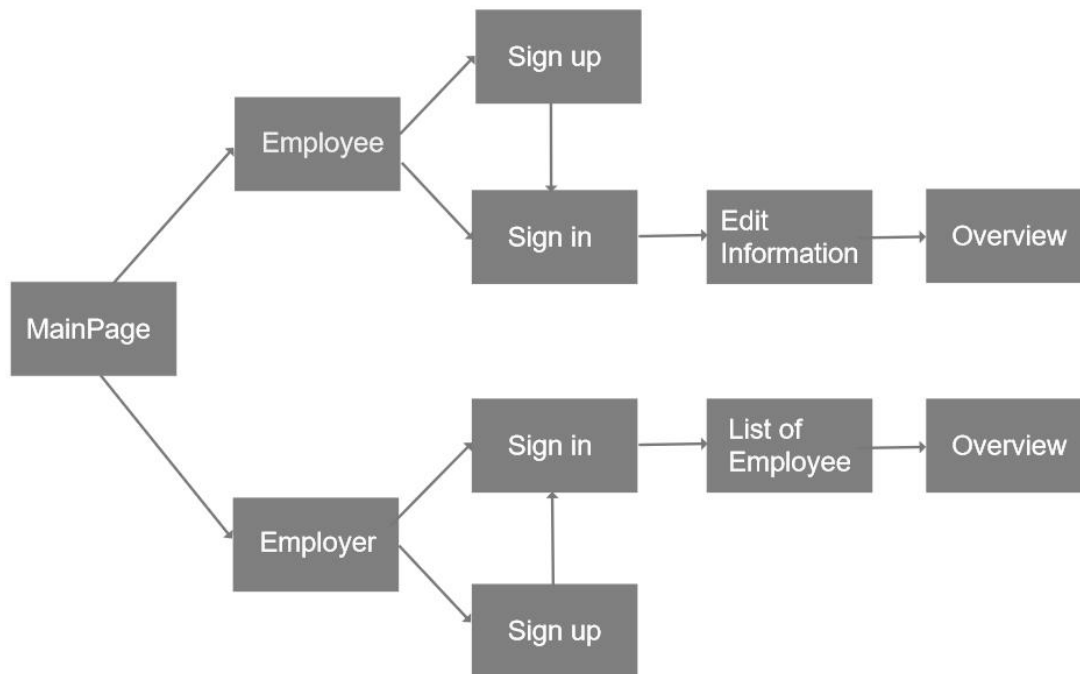 Sign up
Employee
Sign in
Edit
Information
Overview
MainPage
Sign in
List of
Employee
Overview
Employer
Sign up